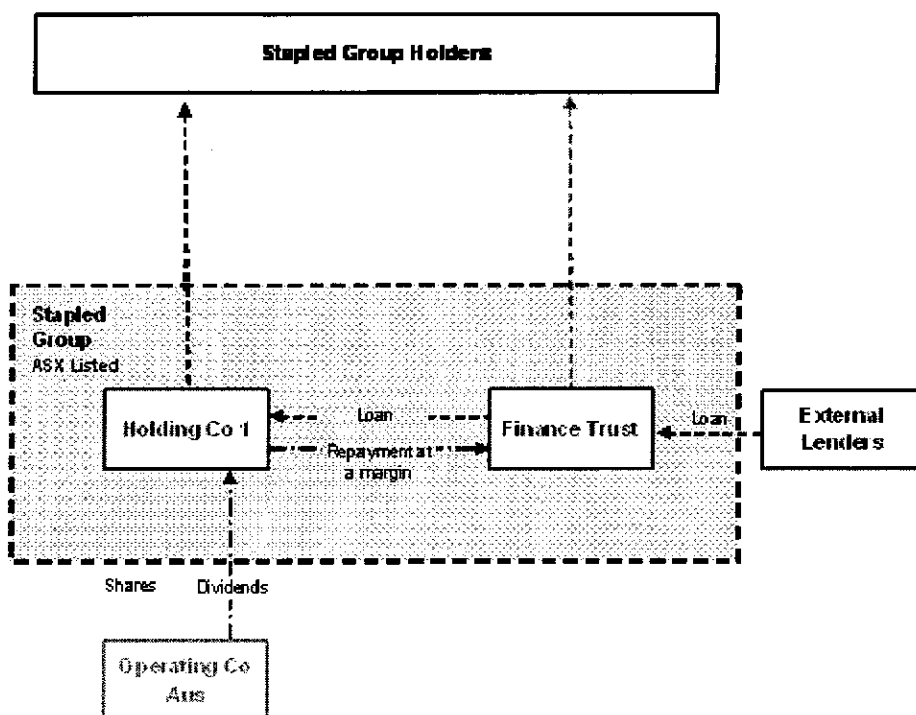 Stapled Group Holders
Stapled
Group
ASX Listed
Holding Co 1
Loan
Repayment at
a margin
Finance Trust
Loan
External
Lenders
Shares
Dividends
Operating Co
Aus